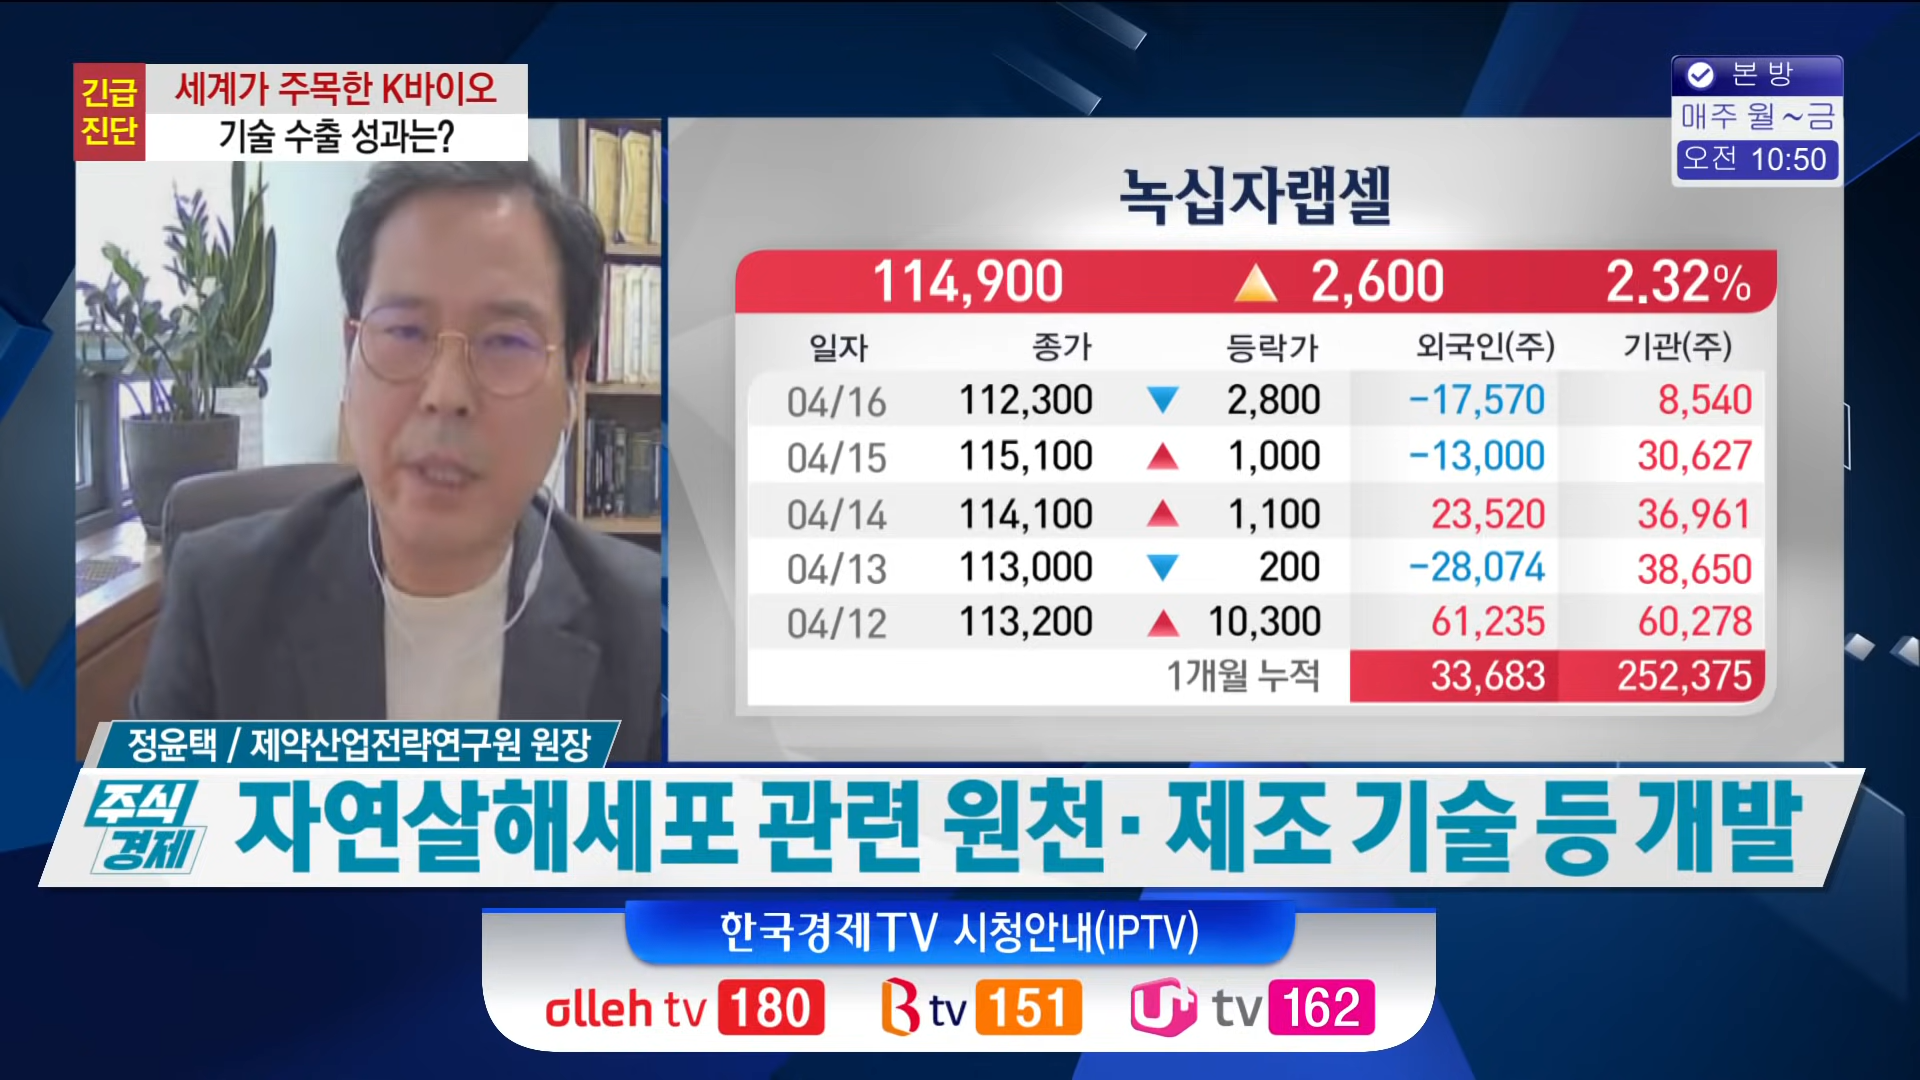 긴급
진단
세계가 주목한 K바이오
기술 수출 성과는?
본 방
매주 월~금
오전 10:50
녹십자랩셀
114,900 ▲ 2,600 2.32%
일자 종가 등락가 외국인(주) 기관(주)
04/16 112,300 ▼ 2,800 -17,570 8,540
04/15 115,100 ▲ 1,000 -13,000 30,627
04/14 114,100 ▲ 1,100 23,520 36,961
04/13 113,000 ▼ 200 -28,074 38,650
04/12 113,200 ▲ 10,300 61,235 60,278
1개월 누적 33,683 252,375
정윤택 / 제약산업전략연구원 원장
주식
경제
자연살해세포 관련 원천·제조 기술 등 개발
한국경제TV 시청안내(IPTV)
olleh tv 180 B tv 151 U+ tv 162